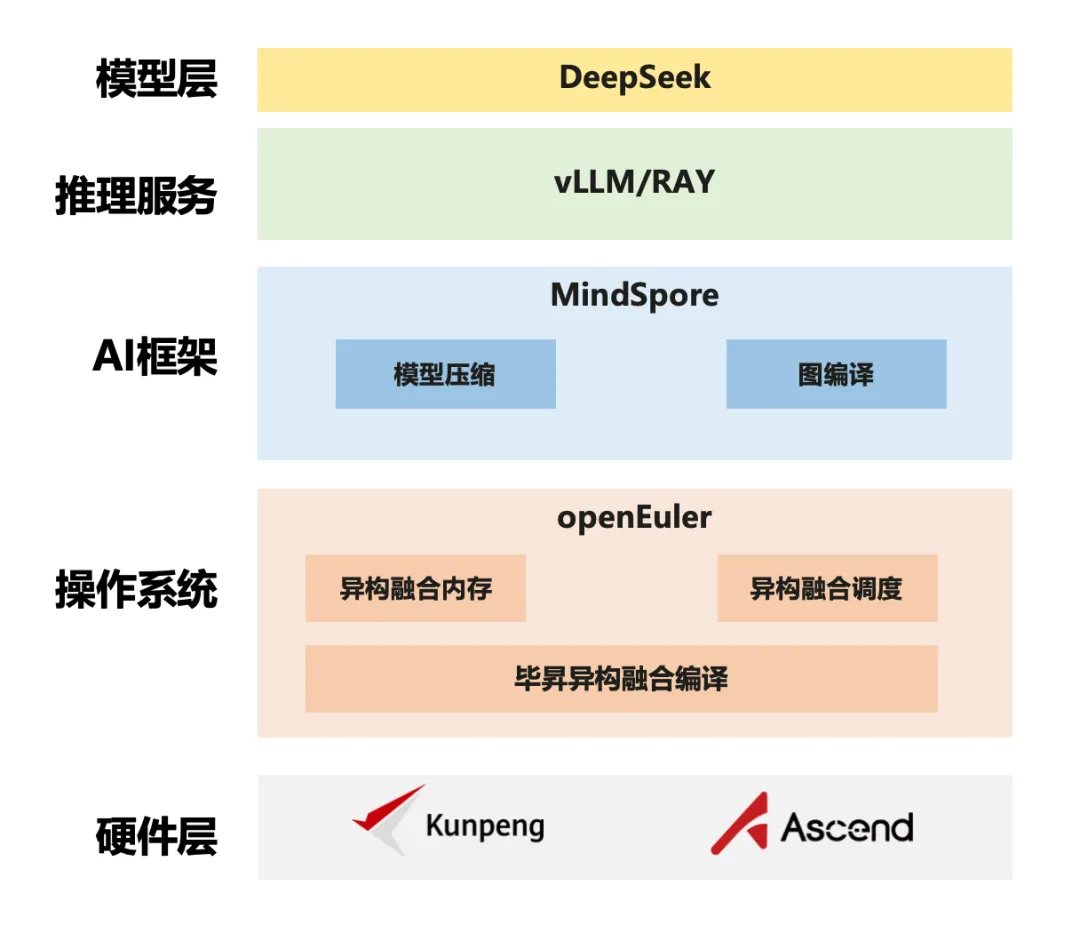 模型层
DeepSeek
推理服务
vLLM/RAY
AI框架
MindSpore
模型压缩
图编译
操作系统
openEuler
异构融合内存
异构融合调度
毕昇异构融合编译
硬件层
Kunpeng
Ascend